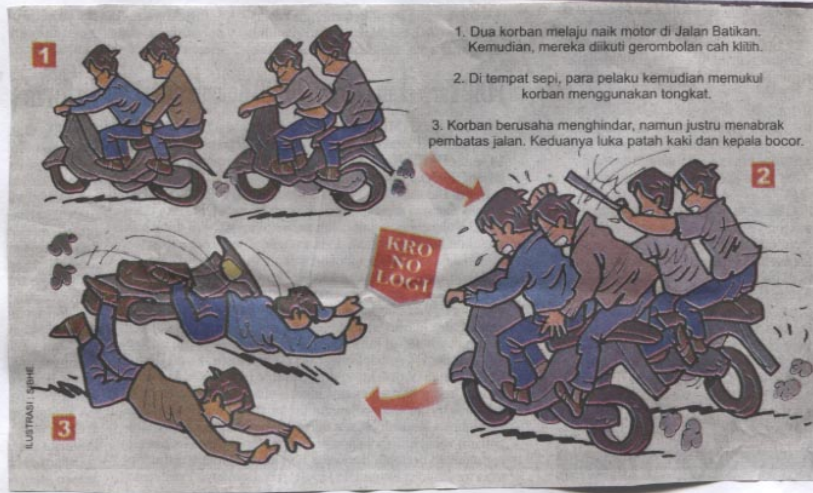 1
1. Dua korban melaju naik motor di Jalan Batikan.
Kemudian, mereka diikuti gerombolan cah klitih.
2. Di tempat sepi, para pelaku kemudian memukul
korban menggunakan tongkat.
3. Korban berusaha menghindar, namun justru menabrak
pembatas jalan. Keduanya luka patah kaki dan kepala bocor.
2
KRO
NO
LOGI
3
ILUSTRASI :